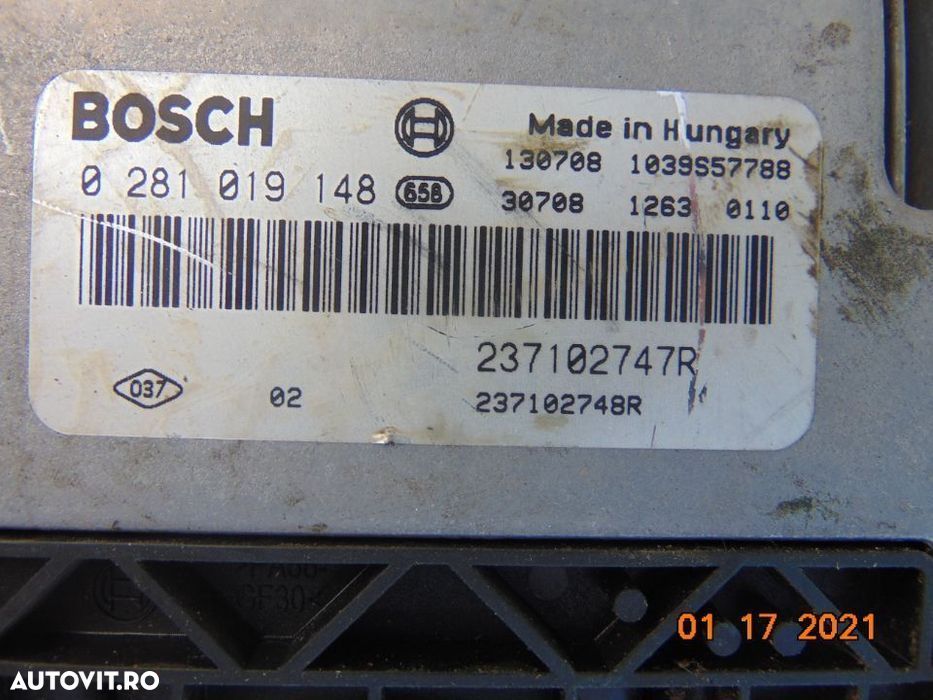 BOSCH
Made in Hungary
130708 1039S57788
0 281 019 148 658
30708 1263 0110
237102747R
037 02
237102748R
GF30
01 17 2021
AUTOVIT.RO